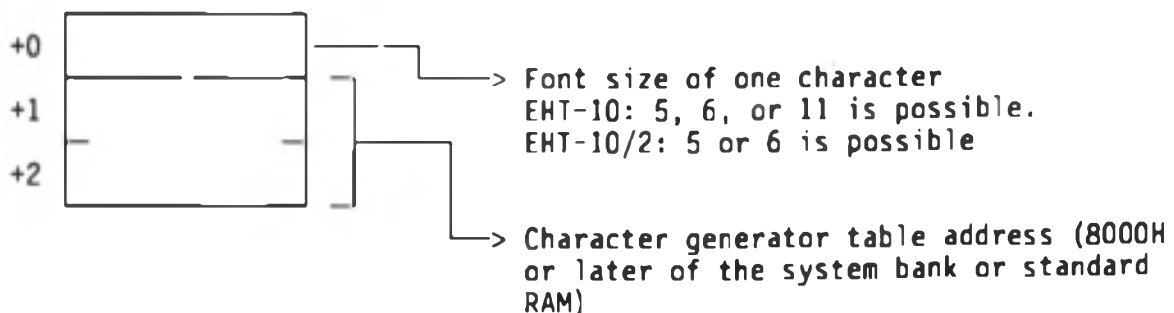 +0
+1
+2
> Font size of one character
EHT-10: 5, 6, or 11 is possible.
EHT-10/2: 5 or 6 is possible
> Character generator table address (8000H
or later of the system bank or standard
RAM)